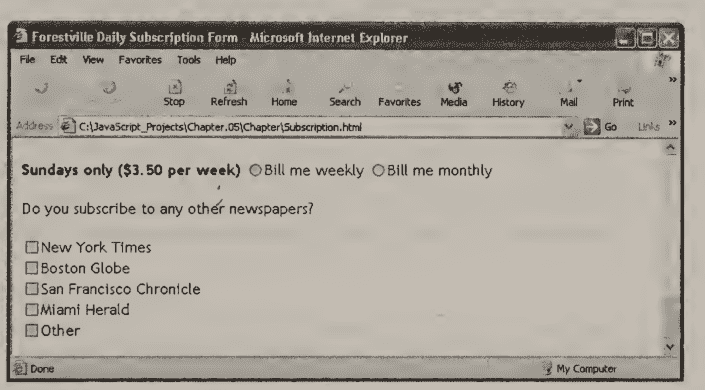 Forestville Daily Subscription Form - Microsoft Internet Explorer
File Edit View Favorites Tools Help
Stop Refresh Home Search Favorites Media History Mail Print
Address C:\JavaScript_Projects\Chapter.05\Chapter\Subscription.html Go Links
Sundays only ($3.50 per week) Bill me weekly Bill me monthly
Do you subscribe to any other newspapers?
New York Times
Boston Globe
San Francisco Chronicle
Miami Herald
Other
Done My Computer